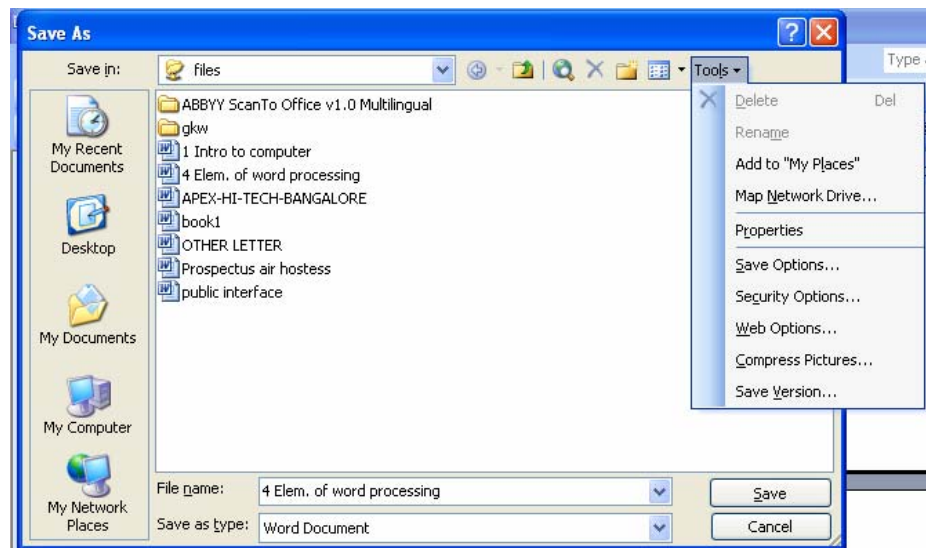 Save As
Save in:
files
Tools
Type
ABBYY ScanTo Office v1.0 Multilingual
gkw
1 Intro to computer
4 Elem. of word processing
APEX-HI-TECH-BANGALORE
book1
OTHER LETTER
Prospectus air hostess
public interface
My Recent
Documents
Desktop
My Documents
My Computer
My Network
Places
Delete Del
Rename
Add to "My Places"
Map Network Drive...
Properties
Save Options...
Security Options...
Web Options...
Compress Pictures...
Save Version...
File name:
4 Elem. of word processing
Save
Save as type:
Word Document
Cancel